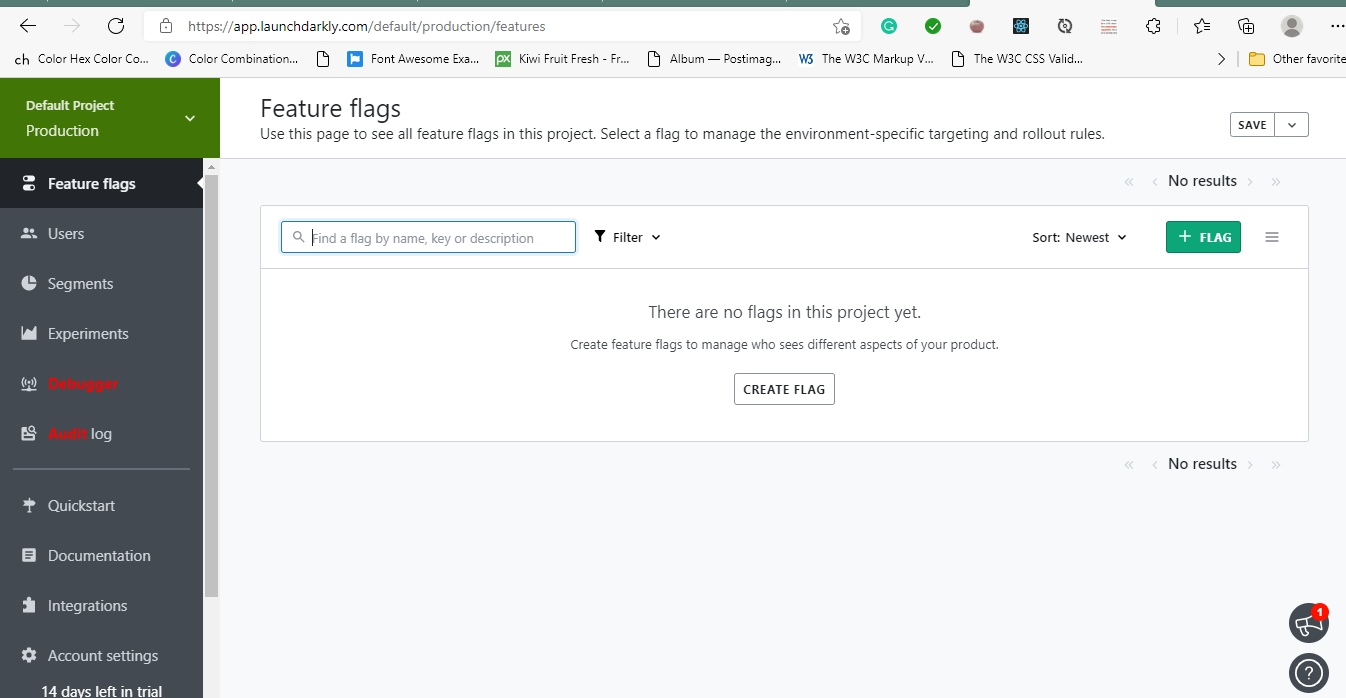 https://app.launchdarkly.com/default/production/features
ch Color Hex Color Co... C Color Combination... Font Awesome Exa... px Kiwi Fruit Fresh - Fr... Album — Postimag... W3 The W3C Markup V... The W3C CSS Valid... Other favorite
Default Project
Production
Feature flags
Use this page to see all feature flags in this project. Select a flag to manage the environment-specific targeting and rollout rules.
SAVE
Feature flags
Users
Segments
Experiments
Debugger
Audit log
Quickstart
Documentation
Integrations
Account settings
14 days left in trial
« ‹ No results › »
Find a flag by name, key or description Filter Sort: Newest + FLAG
There are no flags in this project yet.
Create feature flags to manage who sees different aspects of your product.
CREATE FLAG
« ‹ No results › »
1
?